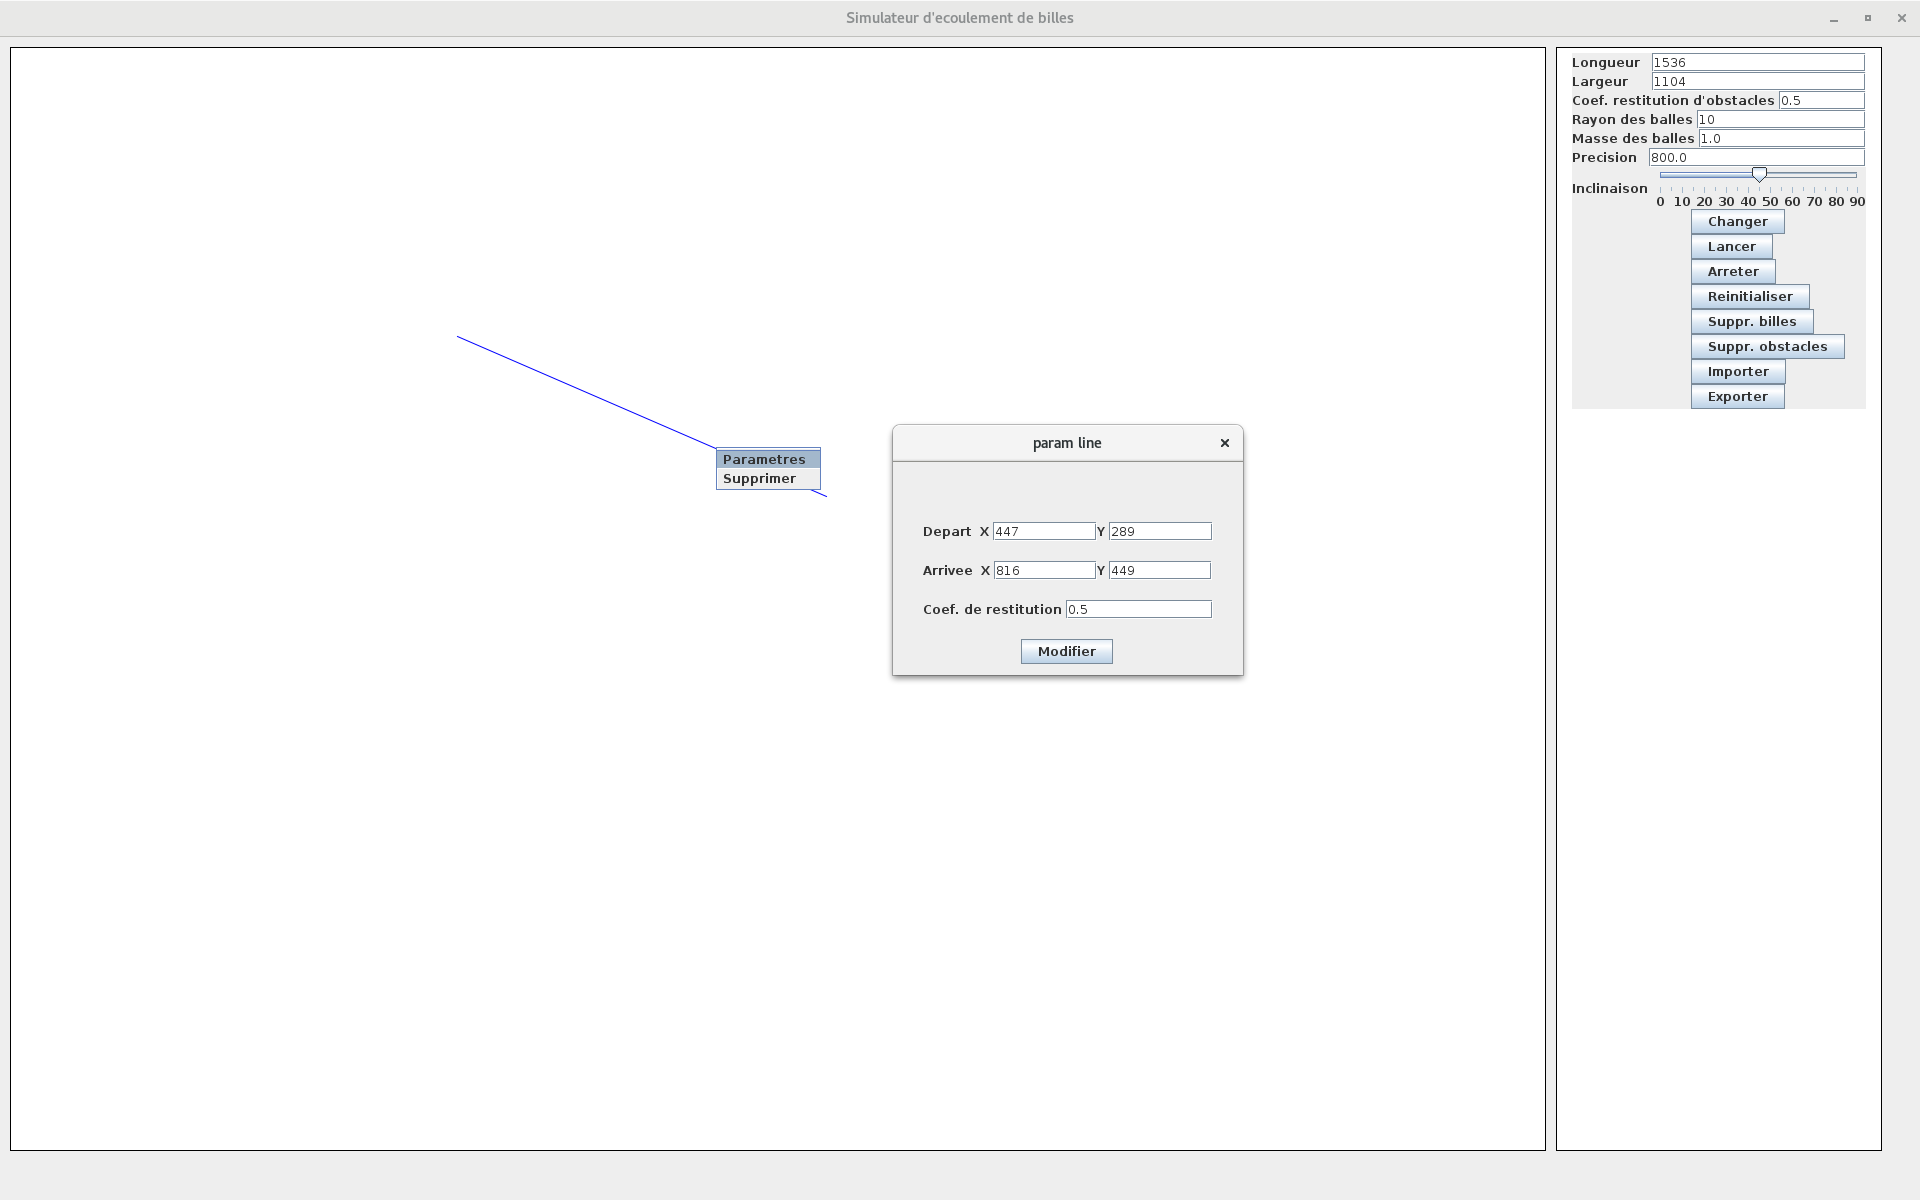 Simulateur d'ecoulement de billes
Longueur 1536
Largeur 1104
Coef. restitution d'obstacles 0.5
Rayon des balles 10
Masse des balles 1.0
Precision 800.0
Inclinaison
0 10 20 30 40 50 60 70 80 90
Changer
Lancer
Arreter
Reinitialiser
Suppr. billes
Suppr. obstacles
Importer
Exporter
Parametres
Supprimer
param line
Depart X 447 Y 289
Arrivee X 816 Y 449
Coef. de restitution 0.5
Modifier